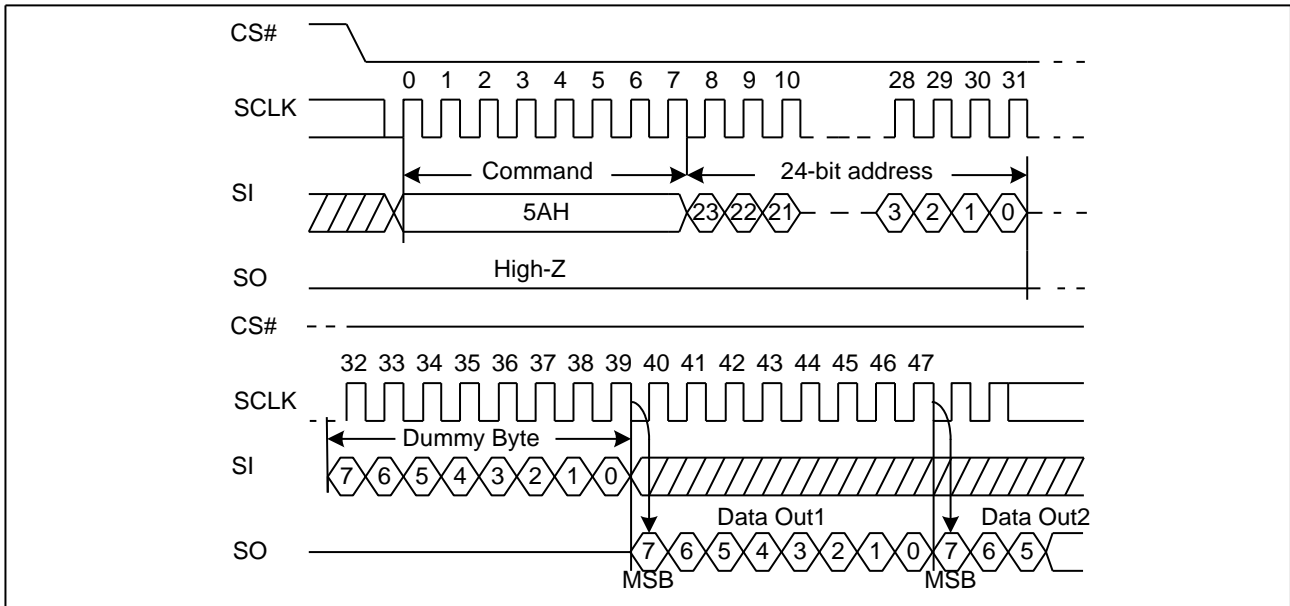 CS#
0 1 2 3 4 5 6 7 8 9 10 28 29 30 31
SCLK
Command 24-bit address
SI
5AH 23 22 21 3 2 1 0
High-Z
SO
CS#
32 33 34 35 36 37 38 39 40 41 42 43 44 45 46 47
SCLK
Dummy Byte
SI
7 6 5 4 3 2 1 0
Data Out1 Data Out2
SO
7 6 5 4 3 2 1 0 7 6 5
MSB MSB